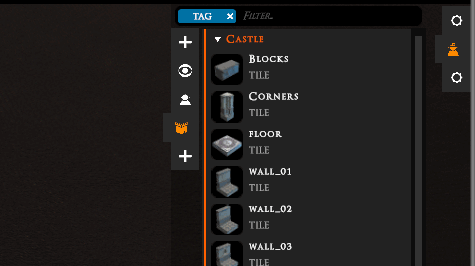 TAG × Filter...
Castle
Blocks
TILE
Corners
TILE
floor
TILE
wall_01
TILE
wall_02
TILE
wall_03
TILE